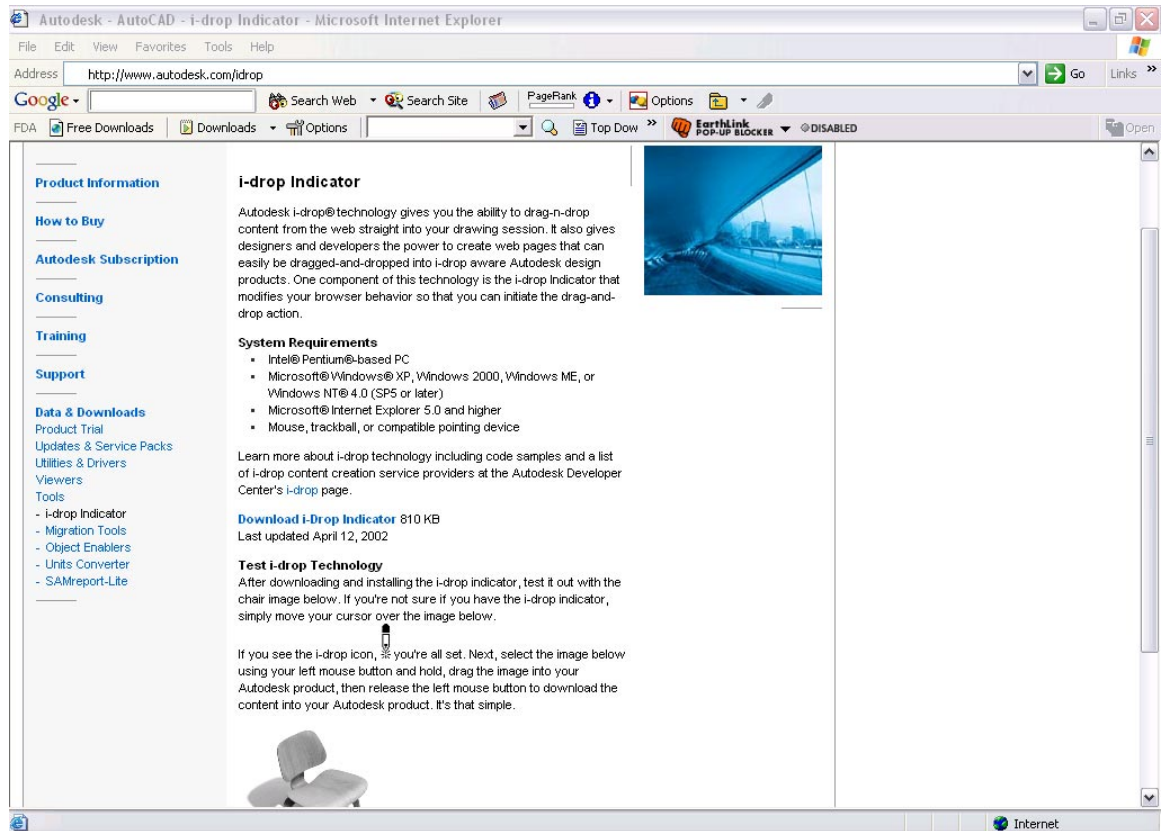 Autodesk - AutoCAD - i-drop Indicator - Microsoft Internet Explorer
File Edit View Favorites Tools Help
Address http://www.autodesk.com/idrop Go Links »
Google Search Web Search Site PageRank Options
FDA Free Downloads Downloads Options Top Dow » EarthLink POP-UP BLOCKER DISABLED Open
Product Information
How to Buy
Autodesk Subscription
Consulting
Training
Support
Data & Downloads
Product Trial
Updates & Service Packs
Utilities & Drivers
Viewers
Tools
- i-drop Indicator
- Migration Tools
- Object Enablers
- Units Converter
- SAMreport-Lite
i-drop Indicator
Autodesk i-drop® technology gives you the ability to drag-n-drop
content from the web straight into your drawing session. It also gives
designers and developers the power to create web pages that can
easily be dragged-and-dropped into i-drop aware Autodesk design
products. One component of this technology is the i-drop Indicator that
modifies your browser behavior so that you can initiate the drag-and-
drop action.
System Requirements
▪ Intel® Pentium®-based PC
▪ Microsoft® Windows® XP, Windows 2000, Windows ME, or
Windows NT® 4.0 (SP5 or later)
▪ Microsoft® Internet Explorer 5.0 and higher
▪ Mouse, trackball, or compatible pointing device
Learn more about i-drop technology including code samples and a list
of i-drop content creation service providers at the Autodesk Developer
Center's i-drop page.
Download i-Drop Indicator 810 KB
Last updated April 12, 2002
Test i-drop Technology
After downloading and installing the i-drop indicator, test it out with the
chair image below. If you're not sure if you have the i-drop indicator,
simply move your cursor over the image below.
If you see the i-drop icon, you're all set. Next, select the image below
using your left mouse button and hold, drag the image into your
Autodesk product, then release the left mouse button to download the
content into your Autodesk product. It's that simple.
Internet